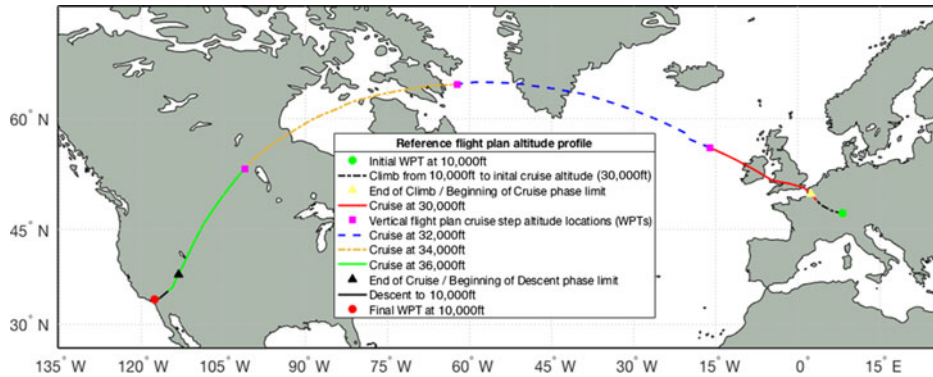 60° N
45° N
30° N
Reference flight plan altitude profile
Initial WPT at 10,000ft
Climb from 10,000ft to inital cruise altitude (30,000ft)
End of Climb / Beginning of Cruise phase limit
Cruise at 30,000ft
Vertical flight plan cruise step altitude locations (WPTs)
Cruise at 32,000ft
Cruise at 34,000ft
Cruise at 36,000ft
End of Cruise / Beginning of Descent phase limit
Descent to 10,000ft
Final WPT at 10,000ft
135° W 120° W 105° W 90° W 75° W 60° W 45° W 30° W 15° W 0° 15° E